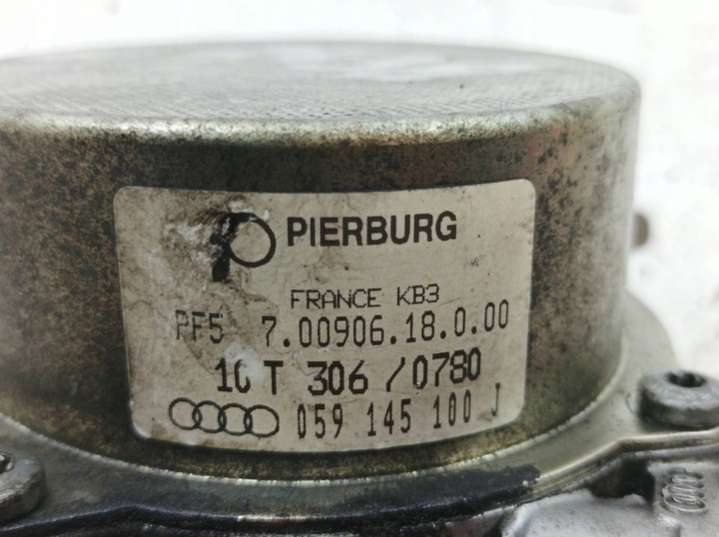 PIERBURG
FRANCE KB3
PF5 7.00906.18.0.00
10 T 306 /0780
059 145 100 J